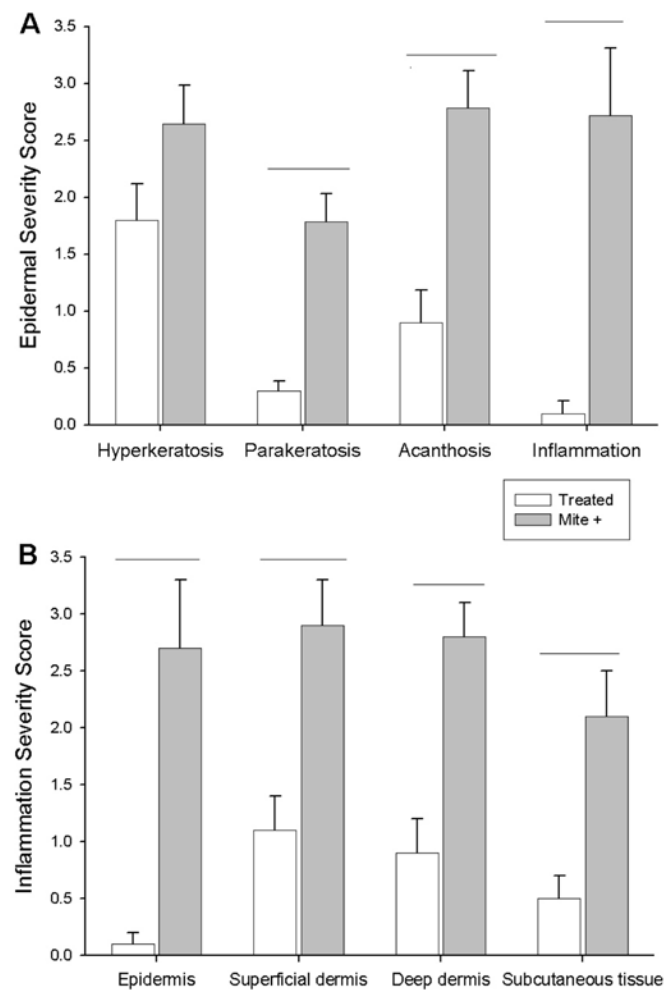 A
Epidermal Severity Score
3.5
3.0
2.5
2.0
1.5
1.0
0.5
0.0
Hyperkeratosis Parakeratosis Acanthosis Inflammation
Treated
Mite +
B
Inflammation Severity Score
3.5
3.0
2.5
2.0
1.5
1.0
0.5
0.0
Epidermis Superficial dermis Deep dermis Subcutaneous tissue